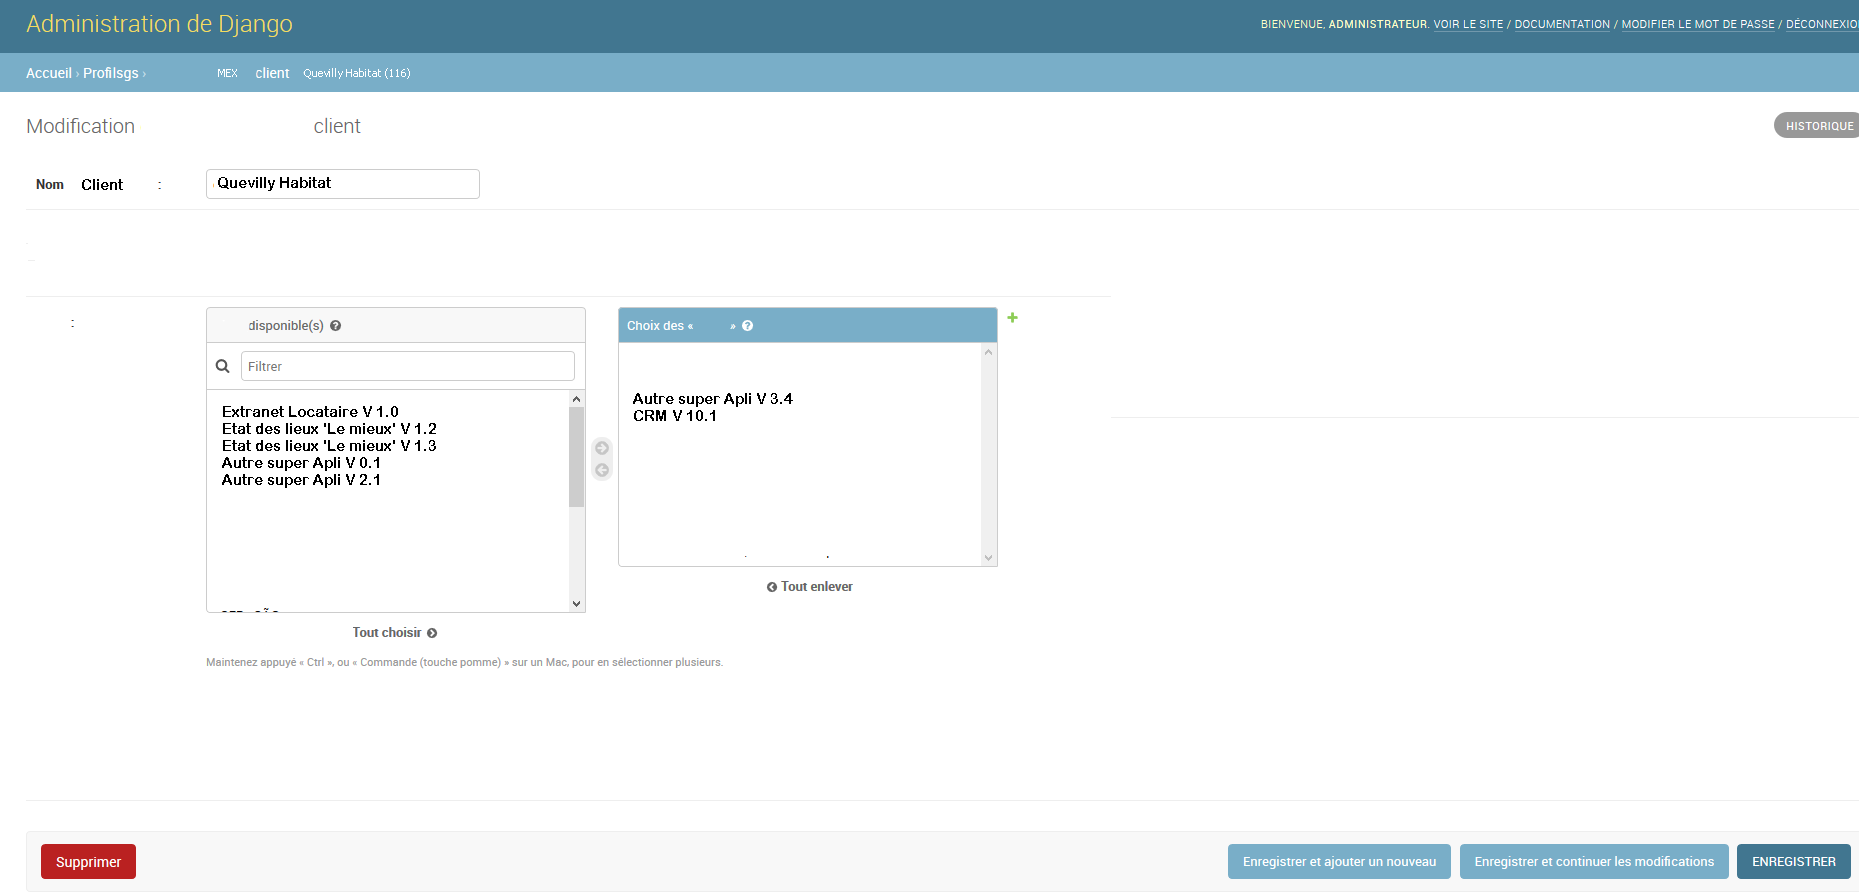 Administration de Django
BIENVENUE, ADMINISTRATEUR. VOIR LE SITE / DOCUMENTATION / MODIFIER LE MOT DE PASSE / DÉCONNEXIO
Accueil › Profilsgs › MEX client Quevilly Habitat (116)
Modification client
HISTORIQUE
Nom Client : Quevilly Habitat
:
disponible(s)
Filtrer
Extranet Locataire V 1.0
Etat des lieux 'Le mieux' V 1.2
Etat des lieux 'Le mieux' V 1.3
Autre super Apli V 0.1
Autre super Apli V 2.1
Tout choisir
Choix des « »
Autre super Apli V 3.4
CRM V 10.1
Tout enlever
Maintenez appuyé « Ctrl », ou « Commande (touche pomme) » sur un Mac, pour en sélectionner plusieurs.
Supprimer
Enregistrer et ajouter un nouveau
Enregistrer et continuer les modifications
ENREGISTRER